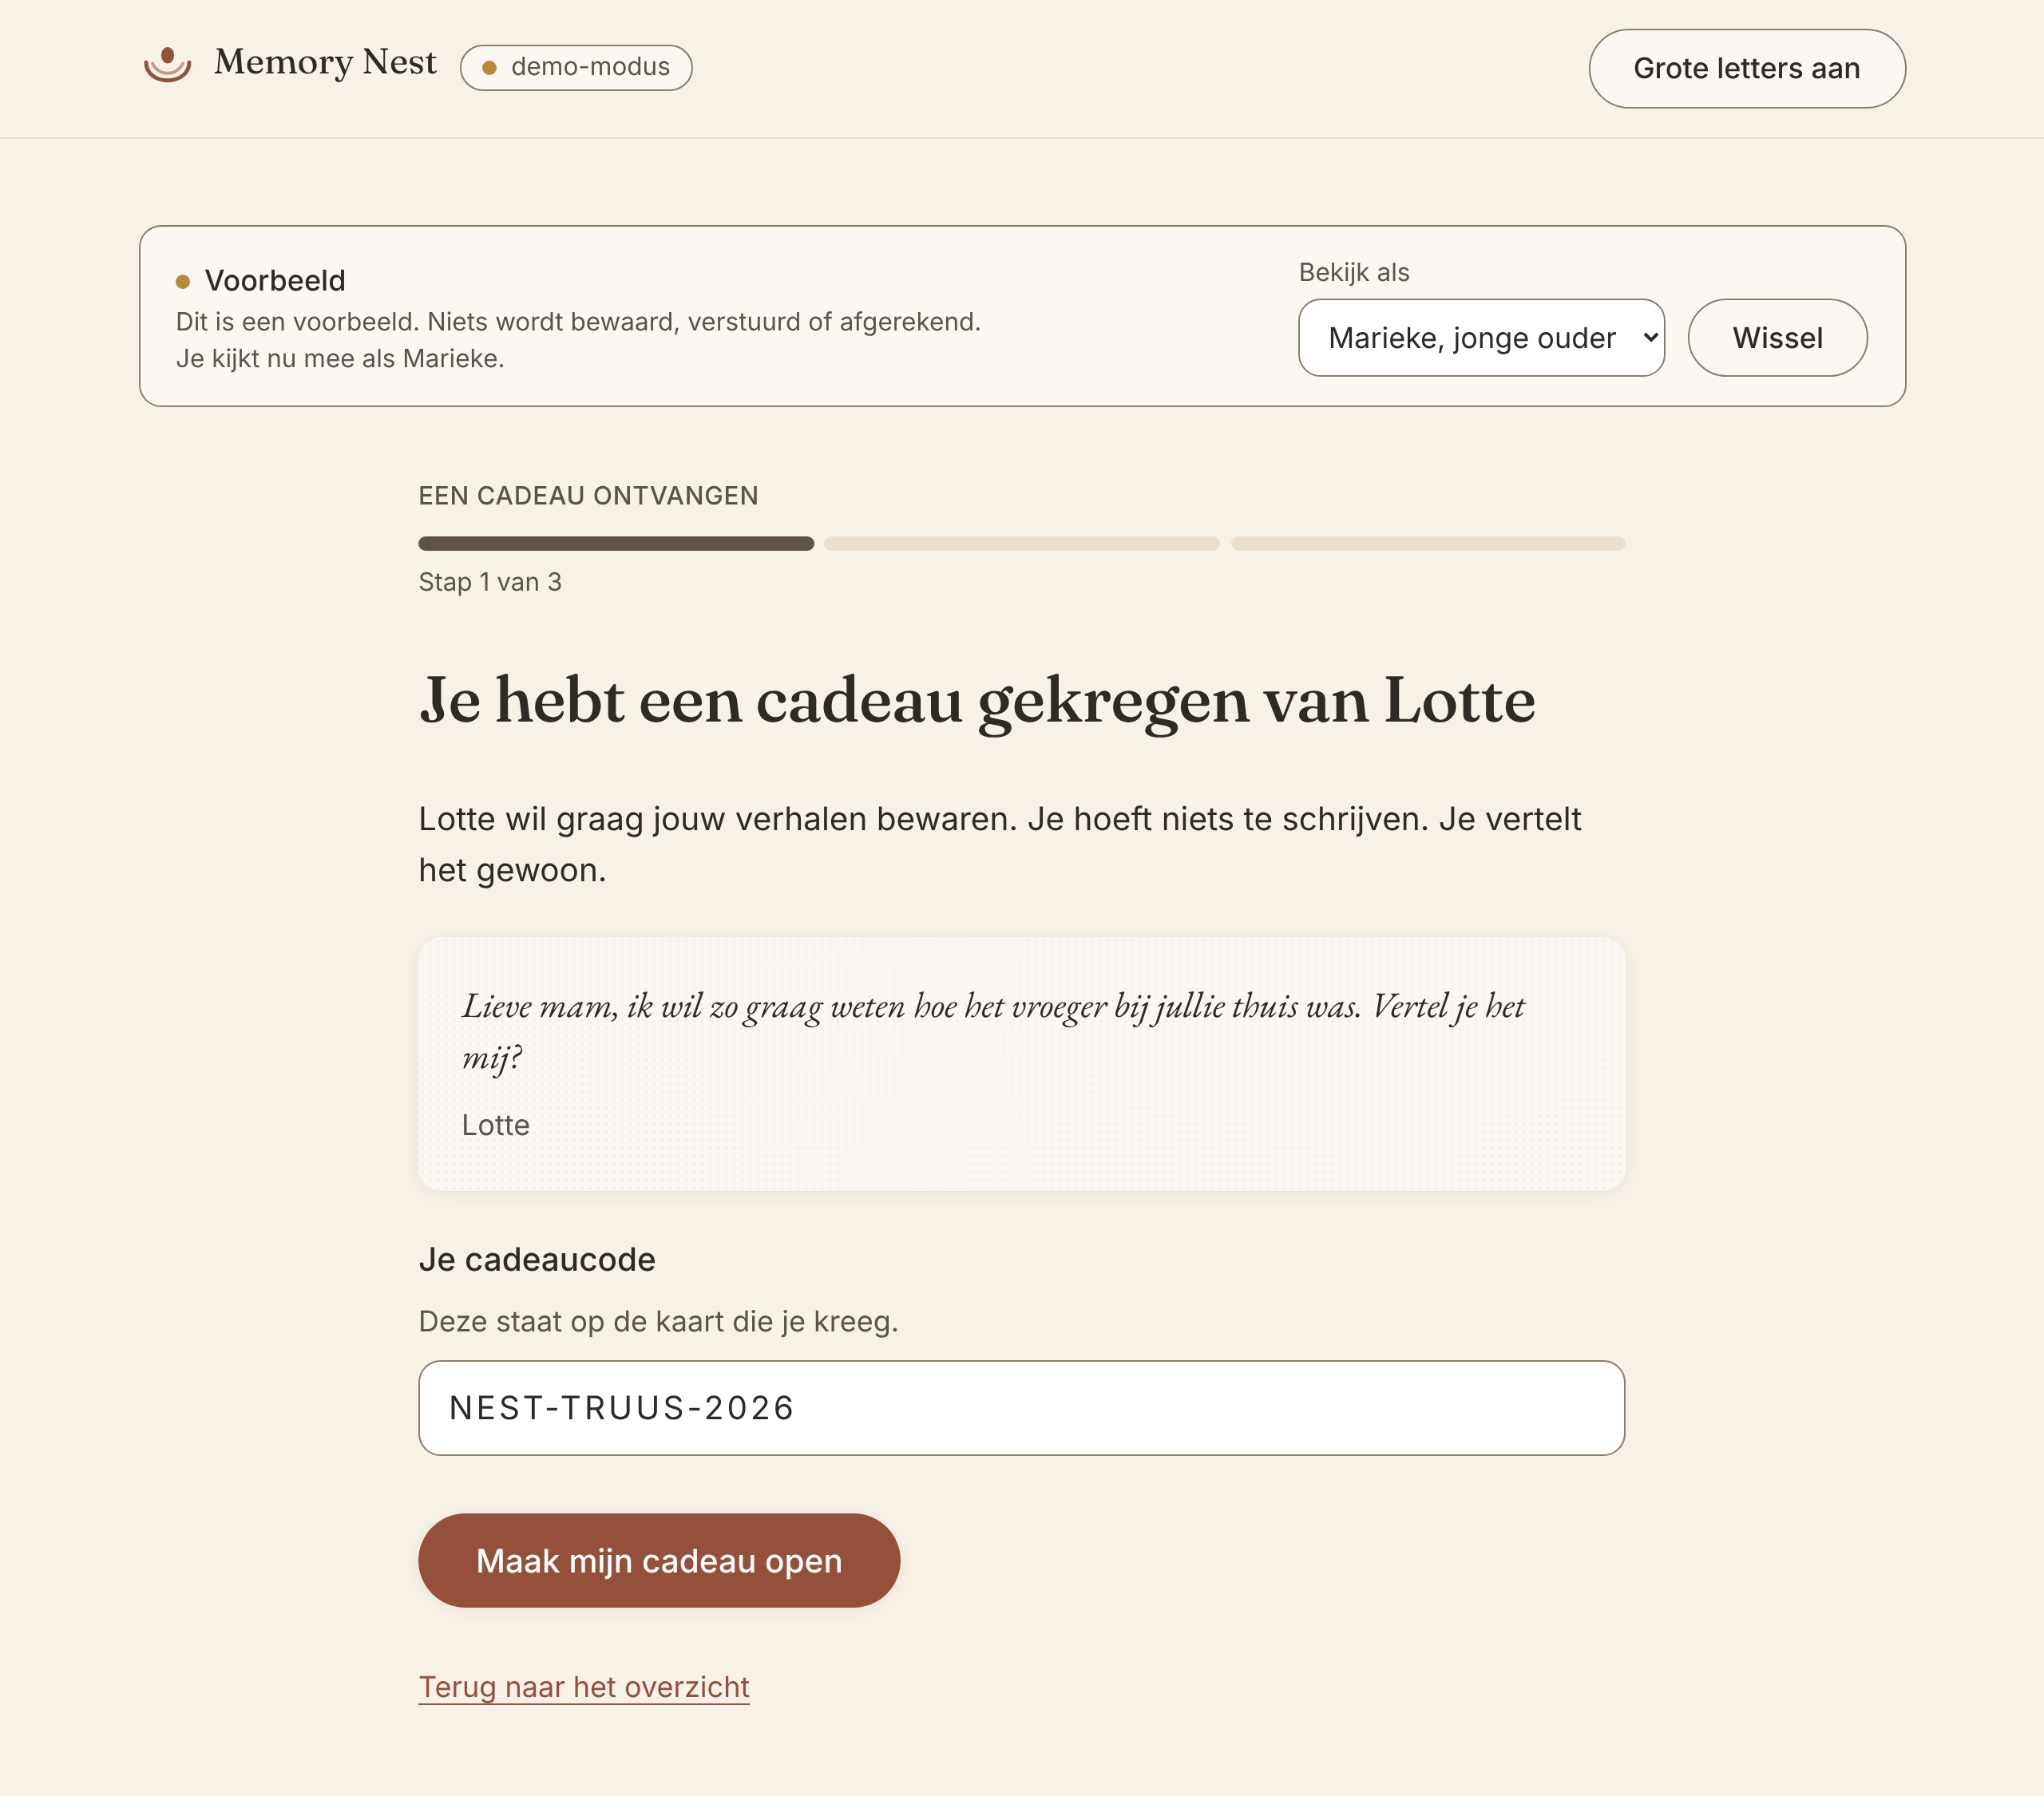 Memory Nest
demo-modus
Grote letters aan
Voorbeeld
Dit is een voorbeeld. Niets wordt bewaard, verstuurd of afgerekend.
Je kijkt nu mee als Marieke.
Bekijk als
Marieke, jonge ouder
Wissel
EEN CADEAU ONTVANGEN
Stap 1 van 3
Je hebt een cadeau gekregen van Lotte
Lotte wil graag jouw verhalen bewaren. Je hoeft niets te schrijven. Je vertelt
het gewoon.
Lieve mam, ik wil zo graag weten hoe het vroeger bij jullie thuis was. Vertel je het
mij?
Lotte
Je cadeaucode
Deze staat op de kaart die je kreeg.
NEST-TRUUS-2026
Maak mijn cadeau open
Terug naar het overzicht